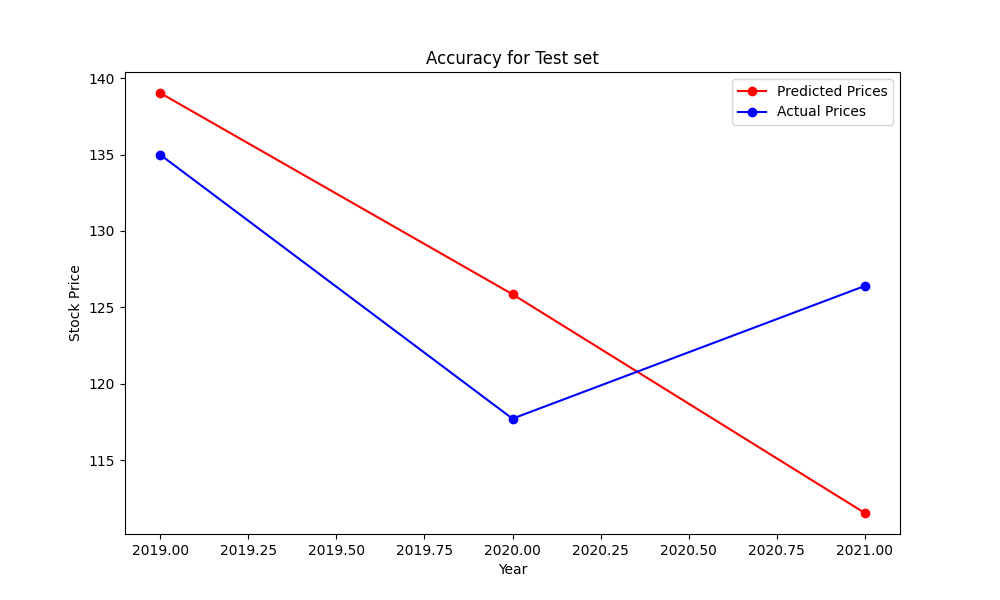 Accuracy for Test set
Predicted Prices
Actual Prices
140
135
130
125
120
115
Stock Price
2019.00 2019.25 2019.50 2019.75 2020.00 2020.25 2020.50 2020.75 2021.00
Year